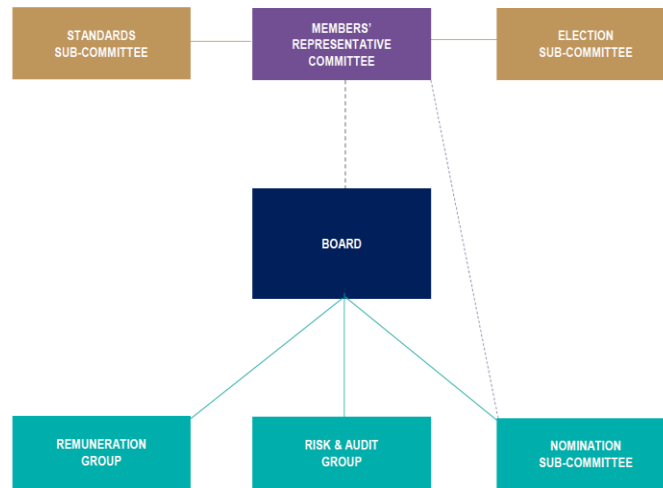 STANDARDS
SUB-COMMITTEE
MEMBERS'
REPRESENTATIVE
COMMITTEE
ELECTION
SUB-COMMITTEE
BOARD
REMUNERATION
GROUP
RISK & AUDIT
GROUP
NOMINATION
SUB-COMMITTEE